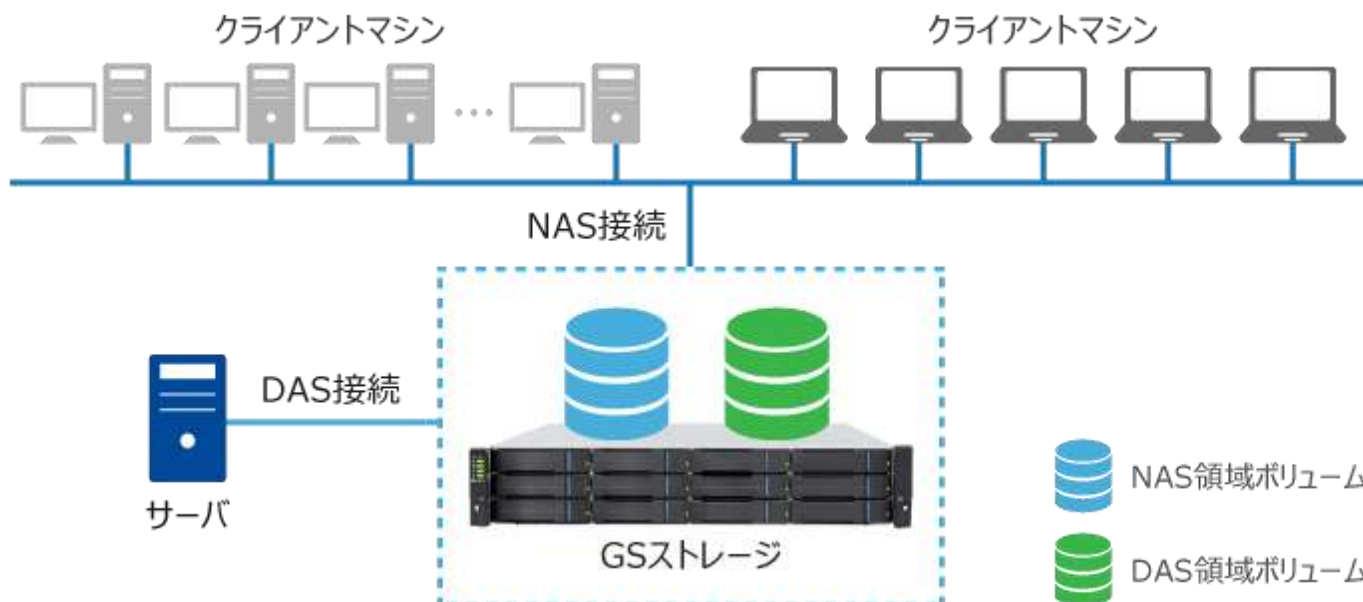 クライアントマシン
クライアントマシン
NAS接続
DAS接続
サーバ
GSストレージ
NAS領域ボリューム
DAS領域ボリューム